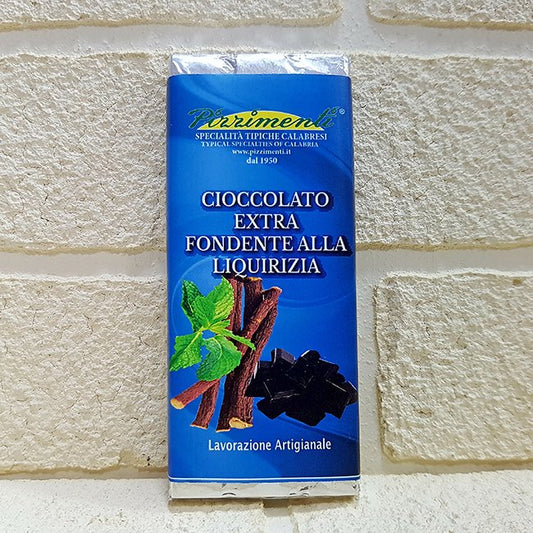 Pizzimenti®
SPECIALITÀ TIPICHE CALABRESI
TYPICAL SPECIALTIES OF CALABRIA
www.pizzimenti.it
dal 1950
CIOCCOLATO
EXTRA
FONDENTE ALLA
LIQUIRIZIA
Lavorazione Artigianale